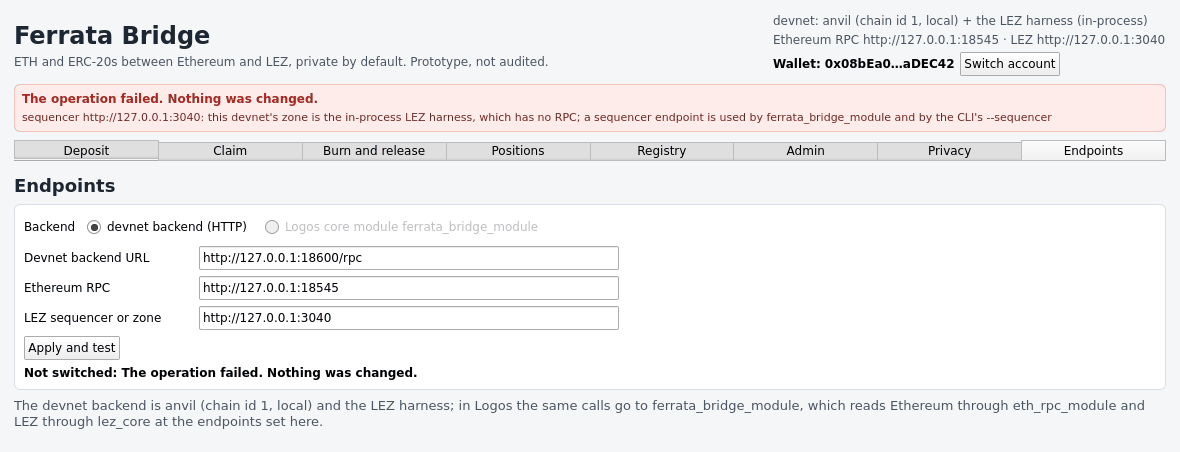 Ferrata Bridge
ETH and ERC-20s between Ethereum and LEZ, private by default. Prototype, not audited.
devnet: anvil (chain id 1, local) + the LEZ harness (in-process)
Ethereum RPC http://127.0.0.1:18545 · LEZ http://127.0.0.1:3040
Wallet: 0x08bEa0…aDEC42 Switch account
The operation failed. Nothing was changed.
sequencer http://127.0.0.1:3040: this devnet's zone is the in-process LEZ harness, which has no RPC; a sequencer endpoint is used by ferrata_bridge_module and by the CLI's --sequencer
Deposit Claim Burn and release Positions Registry Admin Privacy Endpoints
Endpoints
Backend devnet backend (HTTP) Logos core module ferrata_bridge_module
Devnet backend URL http://127.0.0.1:18600/rpc
Ethereum RPC http://127.0.0.1:18545
LEZ sequencer or zone http://127.0.0.1:3040
Apply and test
Not switched: The operation failed. Nothing was changed.
The devnet backend is anvil (chain id 1, local) and the LEZ harness; in Logos the same calls go to ferrata_bridge_module, which reads Ethereum through eth_rpc_module and
LEZ through lez_core at the endpoints set here.